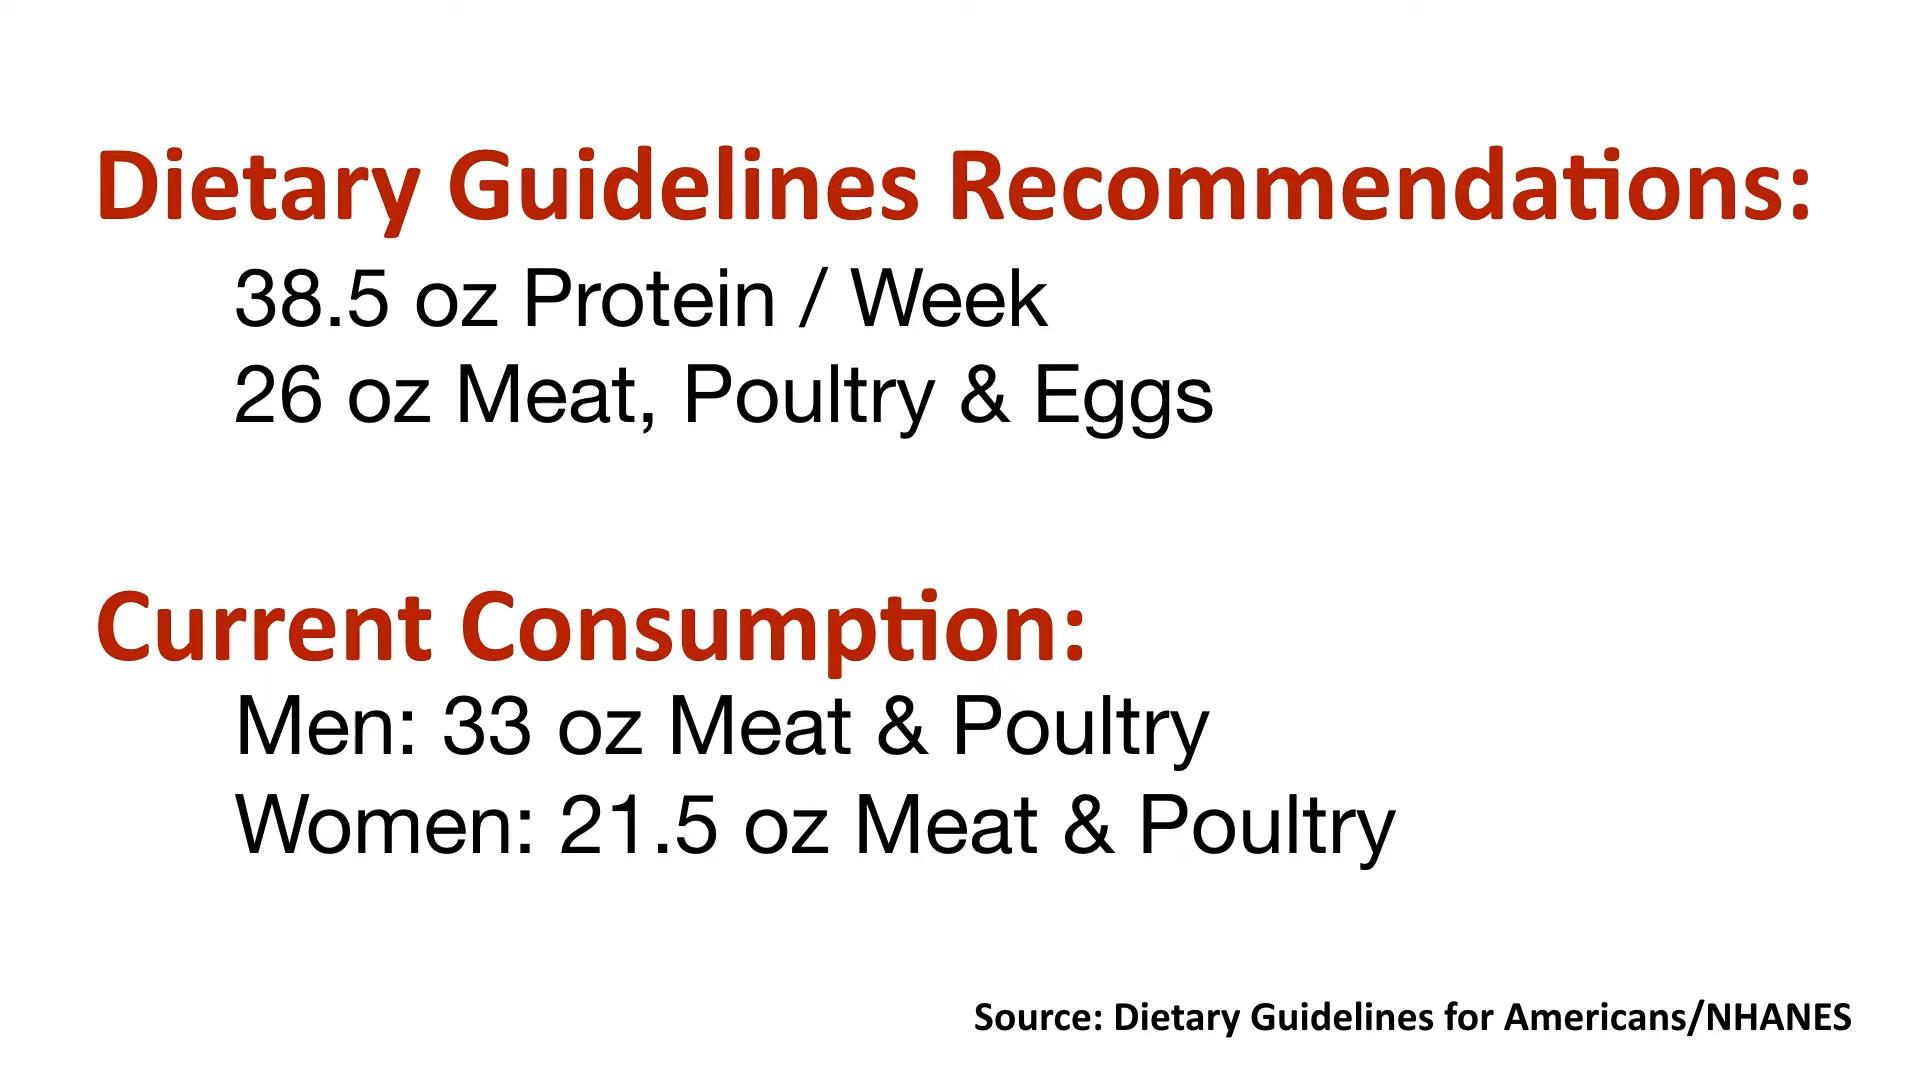 Dietary Guidelines Recommendations:
38.5 oz Protein / Week
26 oz Meat, Poultry & Eggs
Current Consumption:
Men: 33 oz Meat & Poultry
Women: 21.5 oz Meat & Poultry
Source: Dietary Guidelines for Americans/NHANES